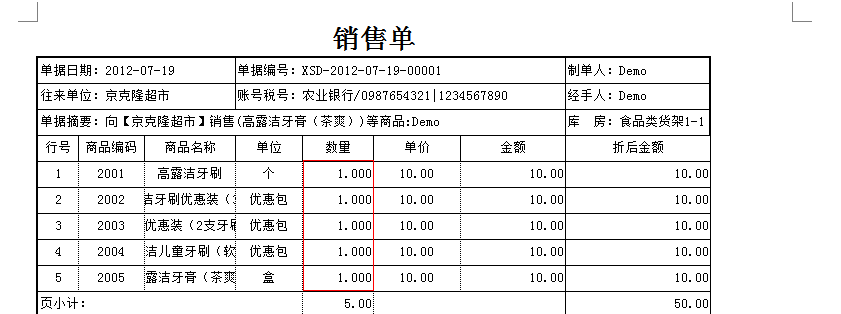 销售单
单据日期：2012-07-19 单据编号：XSD-2012-07-19-00001 制单人：Demo
往来单位：京克隆超市 账号税号：农业银行/0987654321|1234567890 经手人：Demo
单据摘要：向【京克隆超市】销售(高露洁牙膏（茶爽）)等商品:Demo 库 房：食品类货架1-1
行号 商品编码 商品名称 单位 数量 单价 金额 折后金额
1 2001 高露洁牙刷 个 1.000 10.00 10.00 10.00
2 2002 洁牙刷优惠装（3 优惠包 1.000 10.00 10.00 10.00
3 2003 优惠装（2支牙刷 优惠包 1.000 10.00 10.00 10.00
4 2004 洁儿童牙刷（软 优惠包 1.000 10.00 10.00 10.00
5 2005 露洁牙膏（茶爽 盒 1.000 10.00 10.00 10.00
页小计： 5.00 50.00